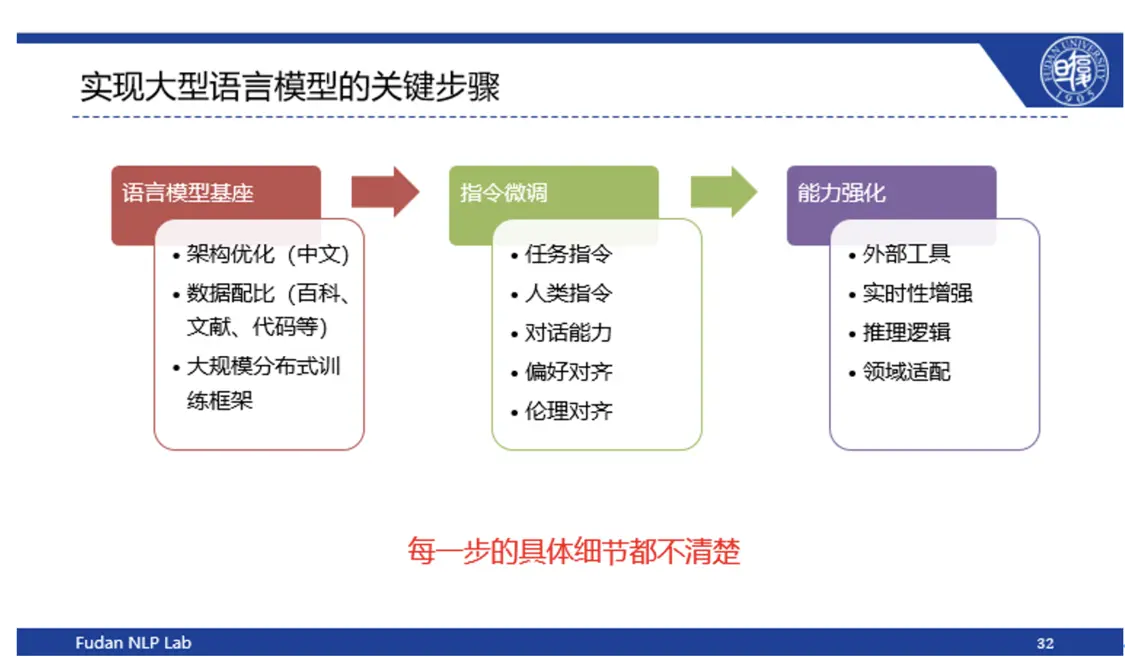 实现大型语言模型的关键步骤
FUDAN UNIVERSITY
1905
语言模型基座
• 架构优化（中文）
• 数据配比（百科、
文献、代码等）
• 大规模分布式训
练框架
指令微调
• 任务指令
• 人类指令
• 对话能力
• 偏好对齐
• 伦理对齐
能力强化
• 外部工具
• 实时性增强
• 推理逻辑
• 领域适配
每一步的具体细节都不清楚
Fudan NLP Lab
32